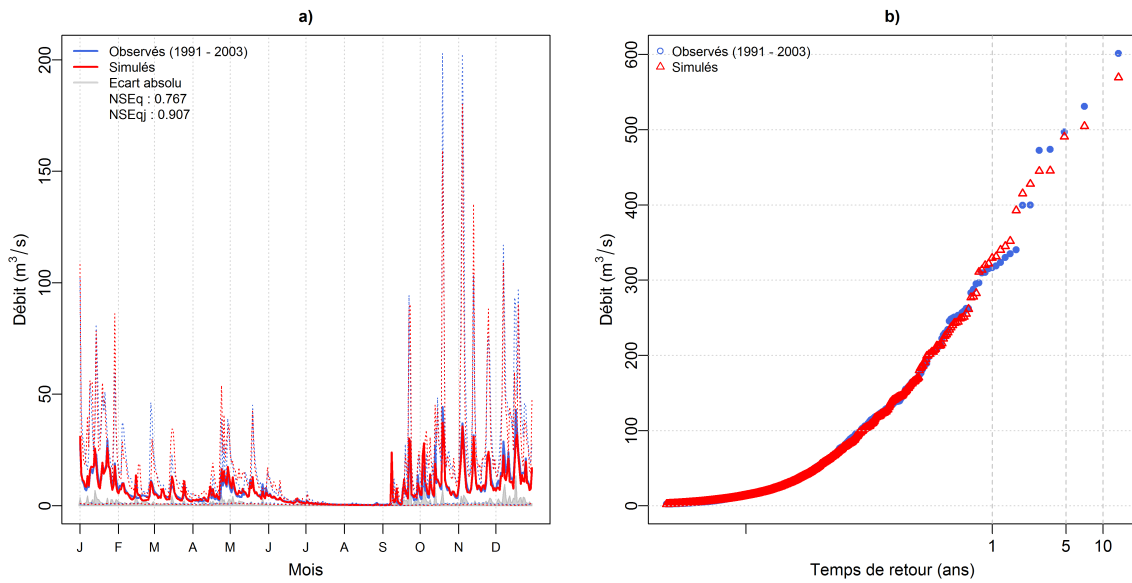 a)
Observés (1991 - 2003)
Simulés
Ecart absolu
NSEq : 0.767
NSEqj : 0.907
Débit (m³/s)
200
150
100
50
0
J F M A M J J A S O N D
Mois
b)
Observés (1991 - 2003)
Simulés
Débit (m³/s)
600
500
400
300
200
100
0
1 5 10
Temps de retour (ans)